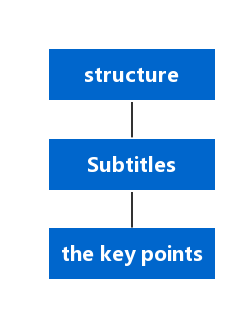 structure
Subtitles
the key points